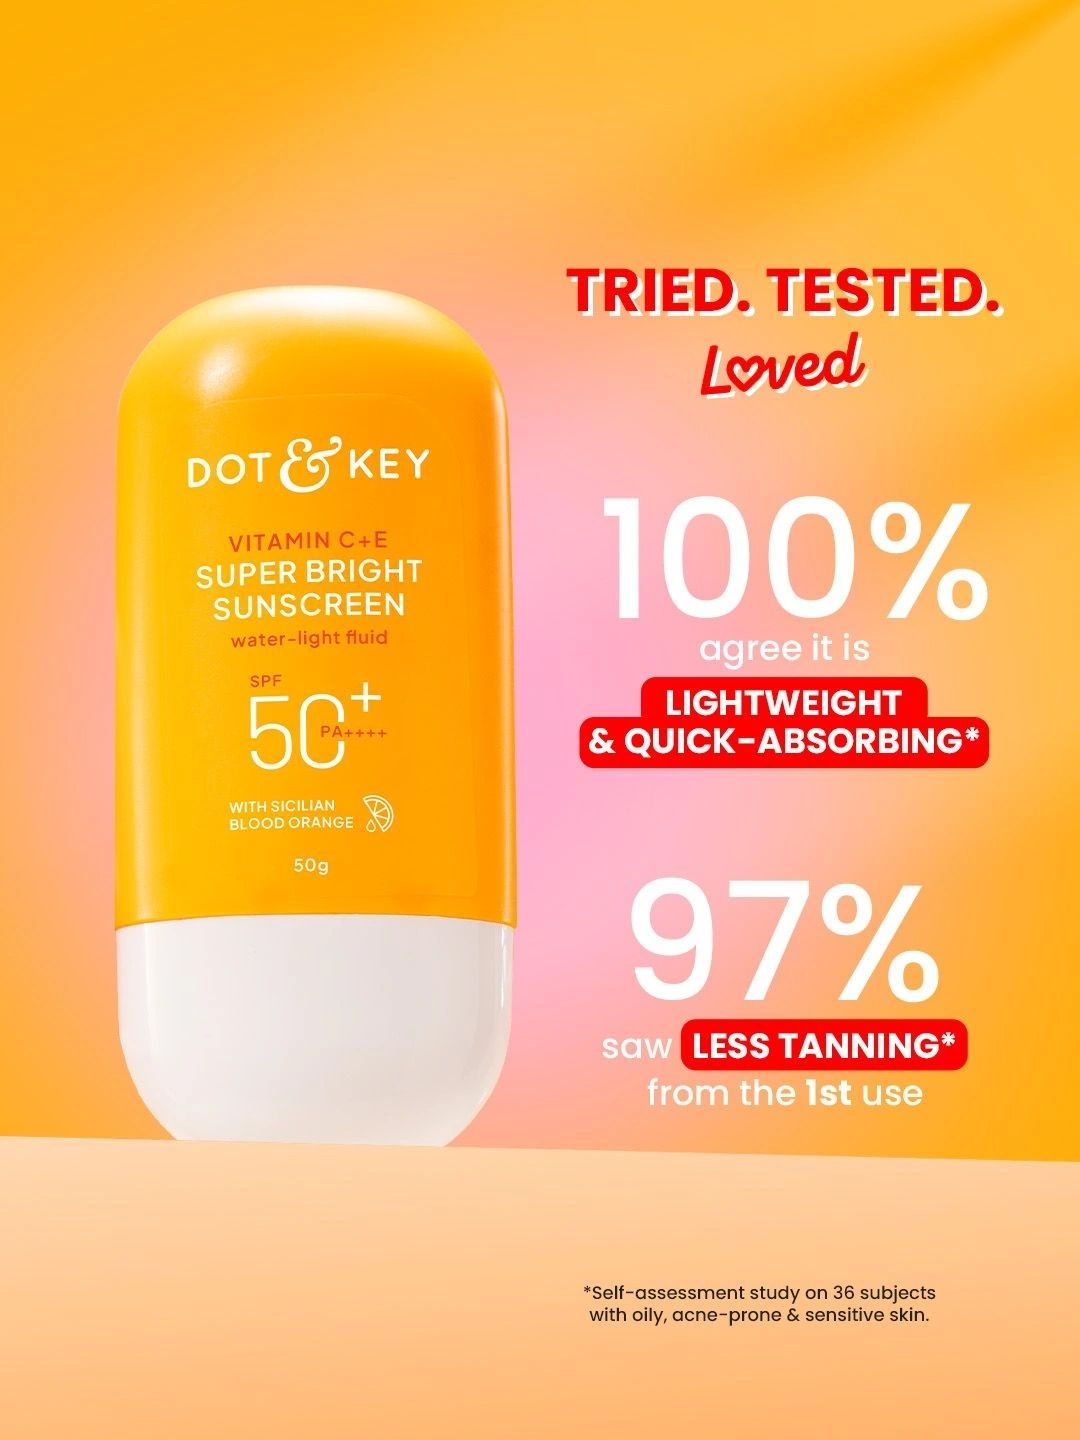 DOT & KEY
VITAMIN C+E
SUPER BRIGHT
SUNSCREEN
water-light fluid
SPF
50+
PA++++
WITH SICILIAN
BLOOD ORANGE
50g
TRIED. TESTED.
Loved
100%
agree it is
LIGHTWEIGHT
& QUICK-ABSORBING*
97%
saw LESS TANNING*
from the 1st use
*Self-assessment study on 36 subjects
with oily, acne-prone & sensitive skin.